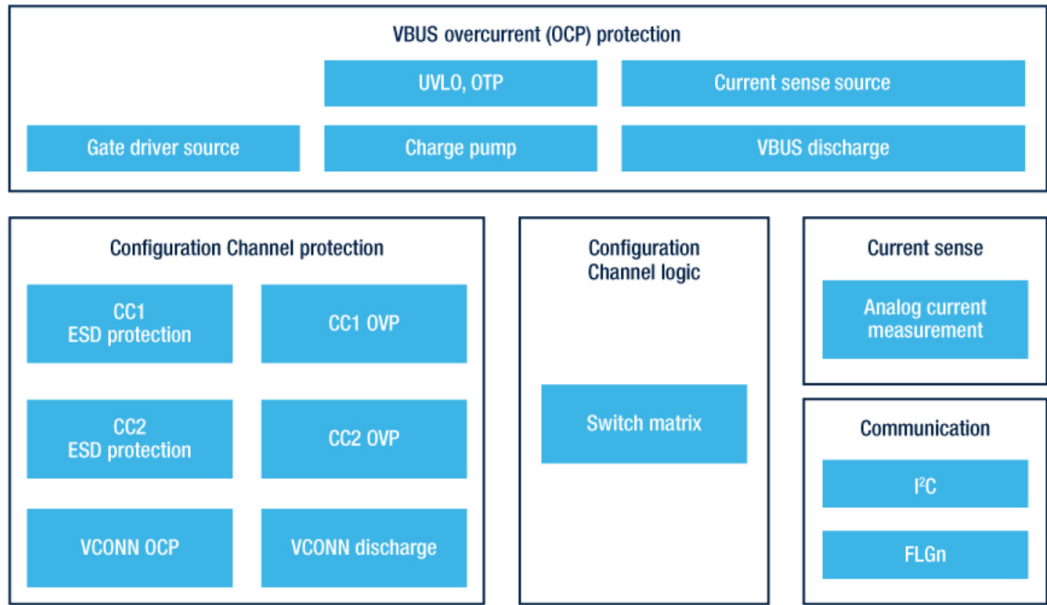 VBUS overcurrent (OCP) protection
UVLO, OTP
Current sense source
Gate driver source
Charge pump
VBUS discharge
Configuration Channel protection
CC1
ESD protection
CC1 OVP
CC2
ESD protection
CC2 OVP
VCONN OCP
VCONN discharge
Configuration
Channel logic
Switch matrix
Current sense
Analog current
measurement
Communication
I²C
FLGn